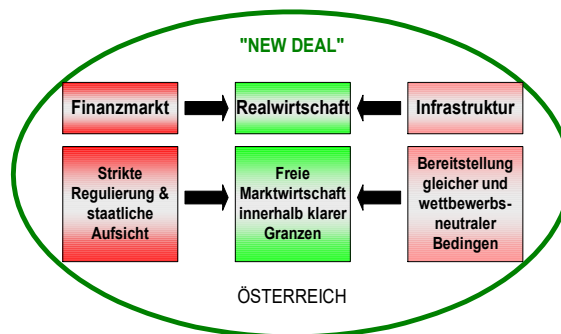 "NEW DEAL"
Finanzmarkt
Realwirtschaft
Infrastruktur
Strikte
Regulierung &
staatliche
Aufsicht
Freie
Marktwirtschaft
innerhalb klarer
Granzen
Bereitstellung
gleicher und
wettbewerbs-
neutraler
Bedingen
ÖSTERREICH